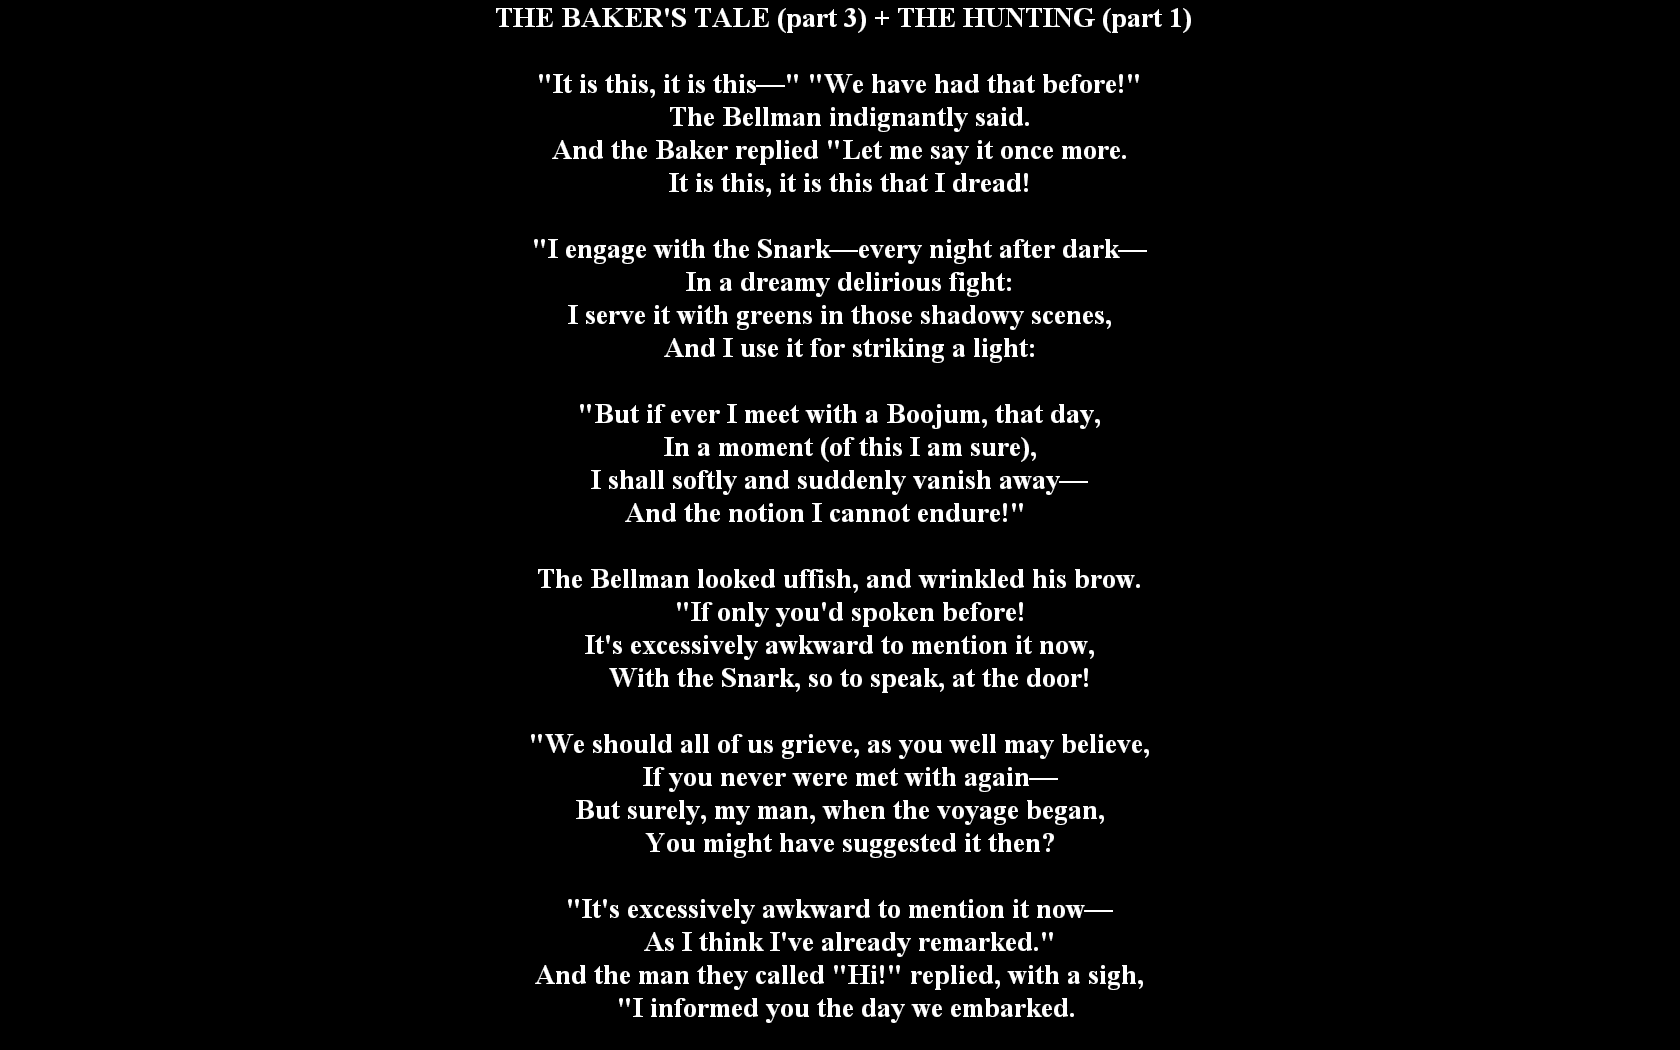 THE BAKER'S TALE (part 3) + THE HUNTING (part 1)
"It is this, it is this—" "We have had that before!"
The Bellman indignantly said.
And the Baker replied "Let me say it once more.
It is this, it is this that I dread!
"I engage with the Snark—every night after dark—
In a dreamy delirious fight:
I serve it with greens in those shadowy scenes,
And I use it for striking a light:
"But if ever I meet with a Boojum, that day,
In a moment (of this I am sure),
I shall softly and suddenly vanish away—
And the notion I cannot endure!"
The Bellman looked uffish, and wrinkled his brow.
"If only you'd spoken before!
It's excessively awkward to mention it now,
With the Snark, so to speak, at the door!
"We should all of us grieve, as you well may believe,
If you never were met with again—
But surely, my man, when the voyage began,
You might have suggested it then?
"It's excessively awkward to mention it now—
As I think I've already remarked."
And the man they called "Hi!" replied, with a sigh,
"I informed you the day we embarked.